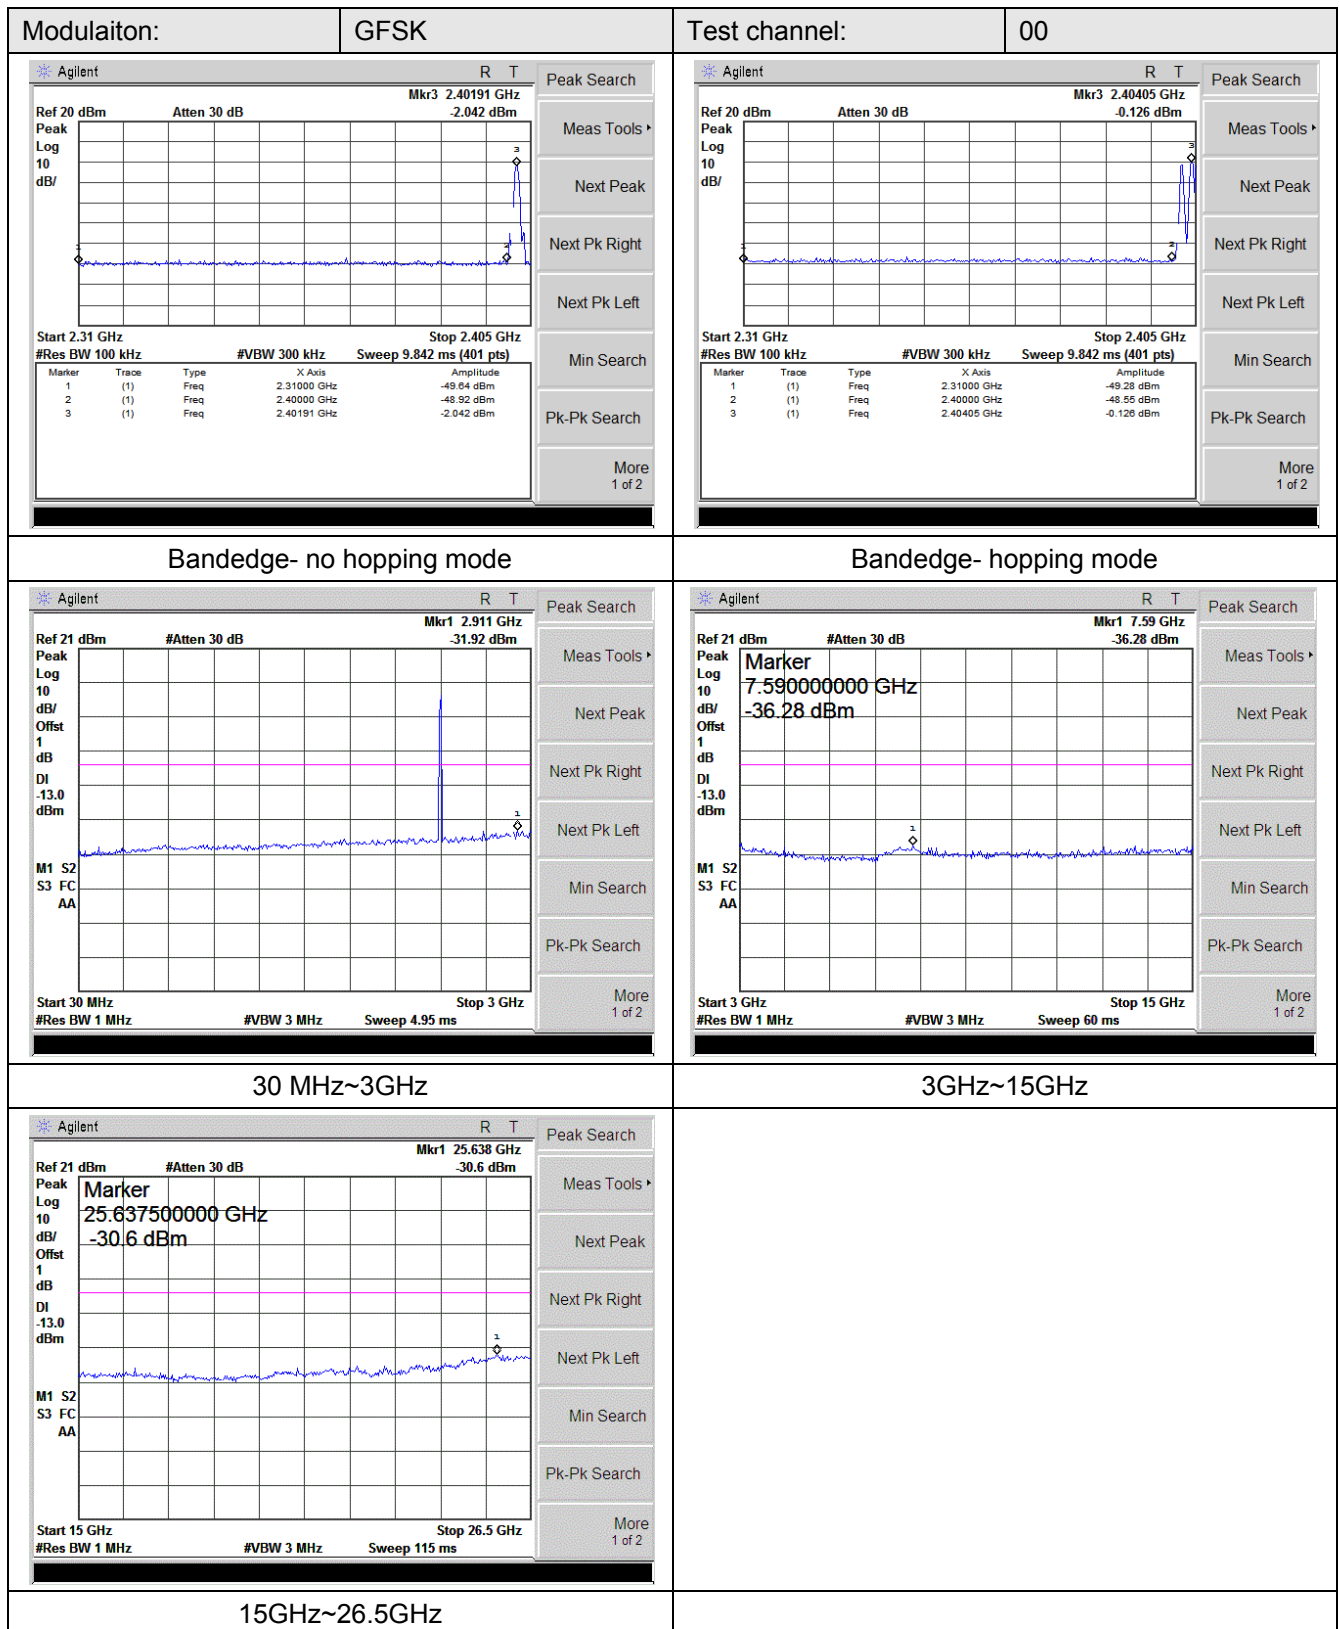 Modulaiton: GFSK Test channel: 00
Agilent R T
Mkr3 2.40191 GHz
Ref 20 dBm Atten 30 dB -2.042 dBm
Peak
Log
10
dB/
3
1
2
Start 2.31 GHz Stop 2.405 GHz
#Res BW 100 kHz #VBW 300 kHz Sweep 9.842 ms (401 pts)
Marker Trace Type X Axis Amplitude
1 (1) Freq 2.31000 GHz -49.64 dBm
2 (1) Freq 2.40000 GHz -48.92 dBm
3 (1) Freq 2.40191 GHz -2.042 dBm
Peak Search
Meas Tools
Next Peak
Next Pk Right
Next Pk Left
Min Search
Pk-Pk Search
More
1 of 2
Agilent R T
Mkr3 2.40405 GHz
Ref 20 dBm Atten 30 dB -0.126 dBm
Peak
Log
10
dB/
3
1
2
Start 2.31 GHz Stop 2.405 GHz
#Res BW 100 kHz #VBW 300 kHz Sweep 9.842 ms (401 pts)
Marker Trace Type X Axis Amplitude
1 (1) Freq 2.31000 GHz -49.28 dBm
2 (1) Freq 2.40000 GHz -48.55 dBm
3 (1) Freq 2.40405 GHz -0.126 dBm
Peak Search
Meas Tools
Next Peak
Next Pk Right
Next Pk Left
Min Search
Pk-Pk Search
More
1 of 2
Bandedge- no hopping mode Bandedge- hopping mode
Agilent R T
Mkr1 2.911 GHz
Ref 21 dBm #Atten 30 dB -31.92 dBm
Peak
Log
10
dB/
Offst
1
dB
DI
-13.0
dBm
1
M1 S2
S3 FC
AA
Start 30 MHz Stop 3 GHz
#Res BW 1 MHz #VBW 3 MHz Sweep 4.95 ms
Peak Search
Meas Tools
Next Peak
Next Pk Right
Next Pk Left
Min Search
Pk-Pk Search
More
1 of 2
Agilent R T
Mkr1 7.59 GHz
Ref 21 dBm #Atten 30 dB -36.28 dBm
Peak
Log
10
dB/
Offst
1
dB
DI
-13.0
dBm
Marker
7.590000000 GHz
-36.28 dBm
1
M1 S2
S3 FC
AA
Start 3 GHz Stop 15 GHz
#Res BW 1 MHz #VBW 3 MHz Sweep 60 ms
Peak Search
Meas Tools
Next Peak
Next Pk Right
Next Pk Left
Min Search
Pk-Pk Search
More
1 of 2
30 MHz~3GHz 3GHz~15GHz
Agilent R T
Mkr1 25.638 GHz
Ref 21 dBm #Atten 30 dB -30.6 dBm
Peak
Log
10
dB/
Offst
1
dB
DI
-13.0
dBm
Marker
25.637500000 GHz
-30.6 dBm
1
M1 S2
S3 FC
AA
Start 15 GHz Stop 26.5 GHz
#Res BW 1 MHz #VBW 3 MHz Sweep 115 ms
Peak Search
Meas Tools
Next Peak
Next Pk Right
Next Pk Left
Min Search
Pk-Pk Search
More
1 of 2
15GHz~26.5GHz